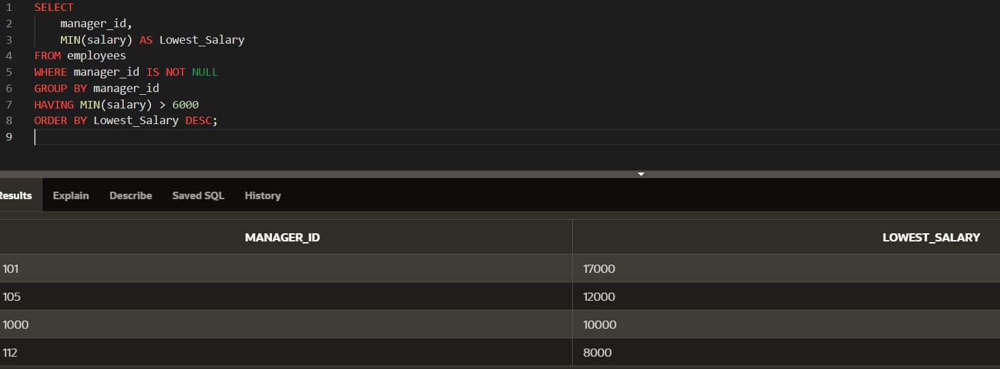 1 SELECT
2 manager_id,
3 MIN(salary) AS Lowest_Salary
4 FROM employees
5 WHERE manager_id IS NOT NULL
6 GROUP BY manager_id
7 HAVING MIN(salary) > 6000
8 ORDER BY Lowest_Salary DESC;
9
Results Explain Describe Saved SQL History
MANAGER_ID LOWEST_SALARY
101 17000
105 12000
1000 10000
112 8000